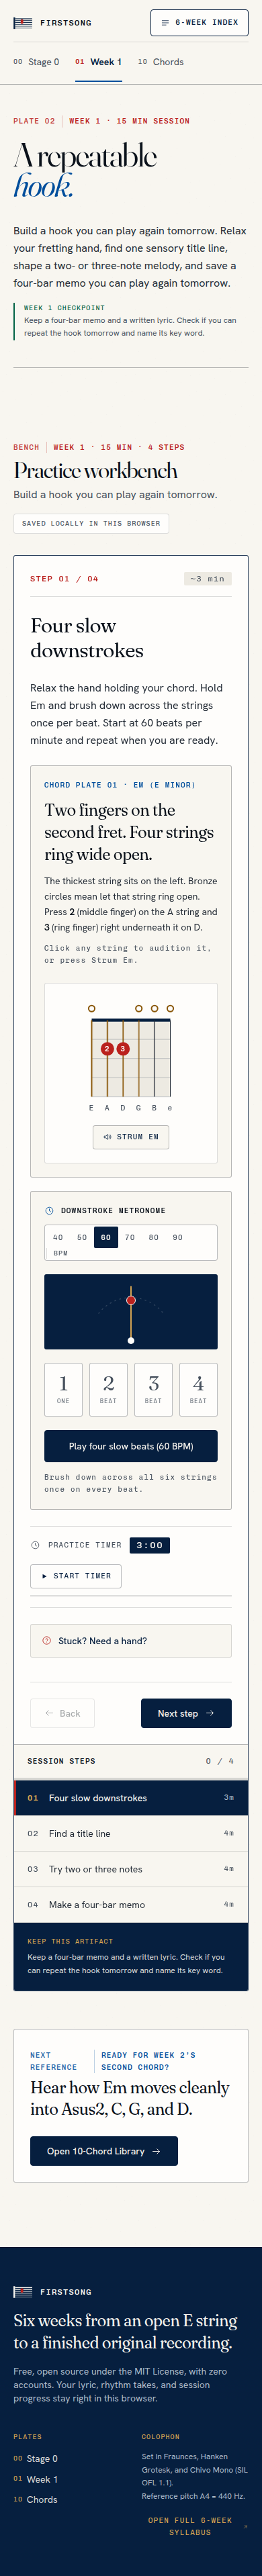 FIRSTSONG
6-WEEK INDEX
00 Stage 0 01 Week 1 10 Chords
PLATE 02 WEEK 1 · 15 MIN SESSION
A repeatable
hook.
Build a hook you can play again tomorrow. Relax
your fretting hand, find one sensory title line,
shape a two- or three-note melody, and save a
four-bar memo you can play again tomorrow.
WEEK 1 CHECKPOINT
Keep a four-bar memo and a written lyric. Check if you can
repeat the hook tomorrow and name its key word.
BENCH WEEK 1 · 15 MIN · 4 STEPS
Practice workbench
Build a hook you can play again tomorrow.
SAVED LOCALLY IN THIS BROWSER
STEP 01 / 04 ~3 min
Four slow
downstrokes
Relax the hand holding your chord. Hold
Em and brush down across the strings
once per beat. Start at 60 beats per
minute and repeat when you are ready.
CHORD PLATE 01 · EM (E MINOR)
Two fingers on the
second fret. Four strings
ring wide open.
The thickest string sits on the left. Bronze
circles mean let that string ring open.
Press 2 (middle finger) on the A string and
3 (ring finger) right underneath it on D.
Click any string to audition it,
or press Strum Em.
2 3
E A D G B e
STRUM EM
DOWNSTROKE METRONOME
40 50 60 70 80 90
BPM
1 2 3 4
ONE BEAT BEAT BEAT
Play four slow beats (60 BPM)
Brush down across all six strings
once on every beat.
PRACTICE TIMER 3:00
▶ START TIMER
Stuck? Need a hand?
← Back Next step →
SESSION STEPS 0 / 4
01 Four slow downstrokes 3m
02 Find a title line 4m
03 Try two or three notes 4m
04 Make a four-bar memo 4m
KEEP THIS ARTIFACT
Keep a four-bar memo and a written lyric. Check if you
can repeat the hook tomorrow and name its key word.
NEXT REFERENCE READY FOR WEEK 2'S SECOND CHORD?
Hear how Em moves cleanly
into Asus2, C, G, and D.
Open 10-Chord Library →
FIRSTSONG
Six weeks from an open E string
to a finished original recording.
Free, open source under the MIT License, with zero
accounts. Your lyric, rhythm takes, and session
progress stay right in this browser.
PLATES
00 Stage 0
01 Week 1
10 Chords
COLOPHON
Set in Fraunces, Hanken
Grotesk, and Chivo Mono (SIL
OFL 1.1).
Reference pitch A4 = 440 Hz.
OPEN FULL 6-WEEK
SYLLABUS